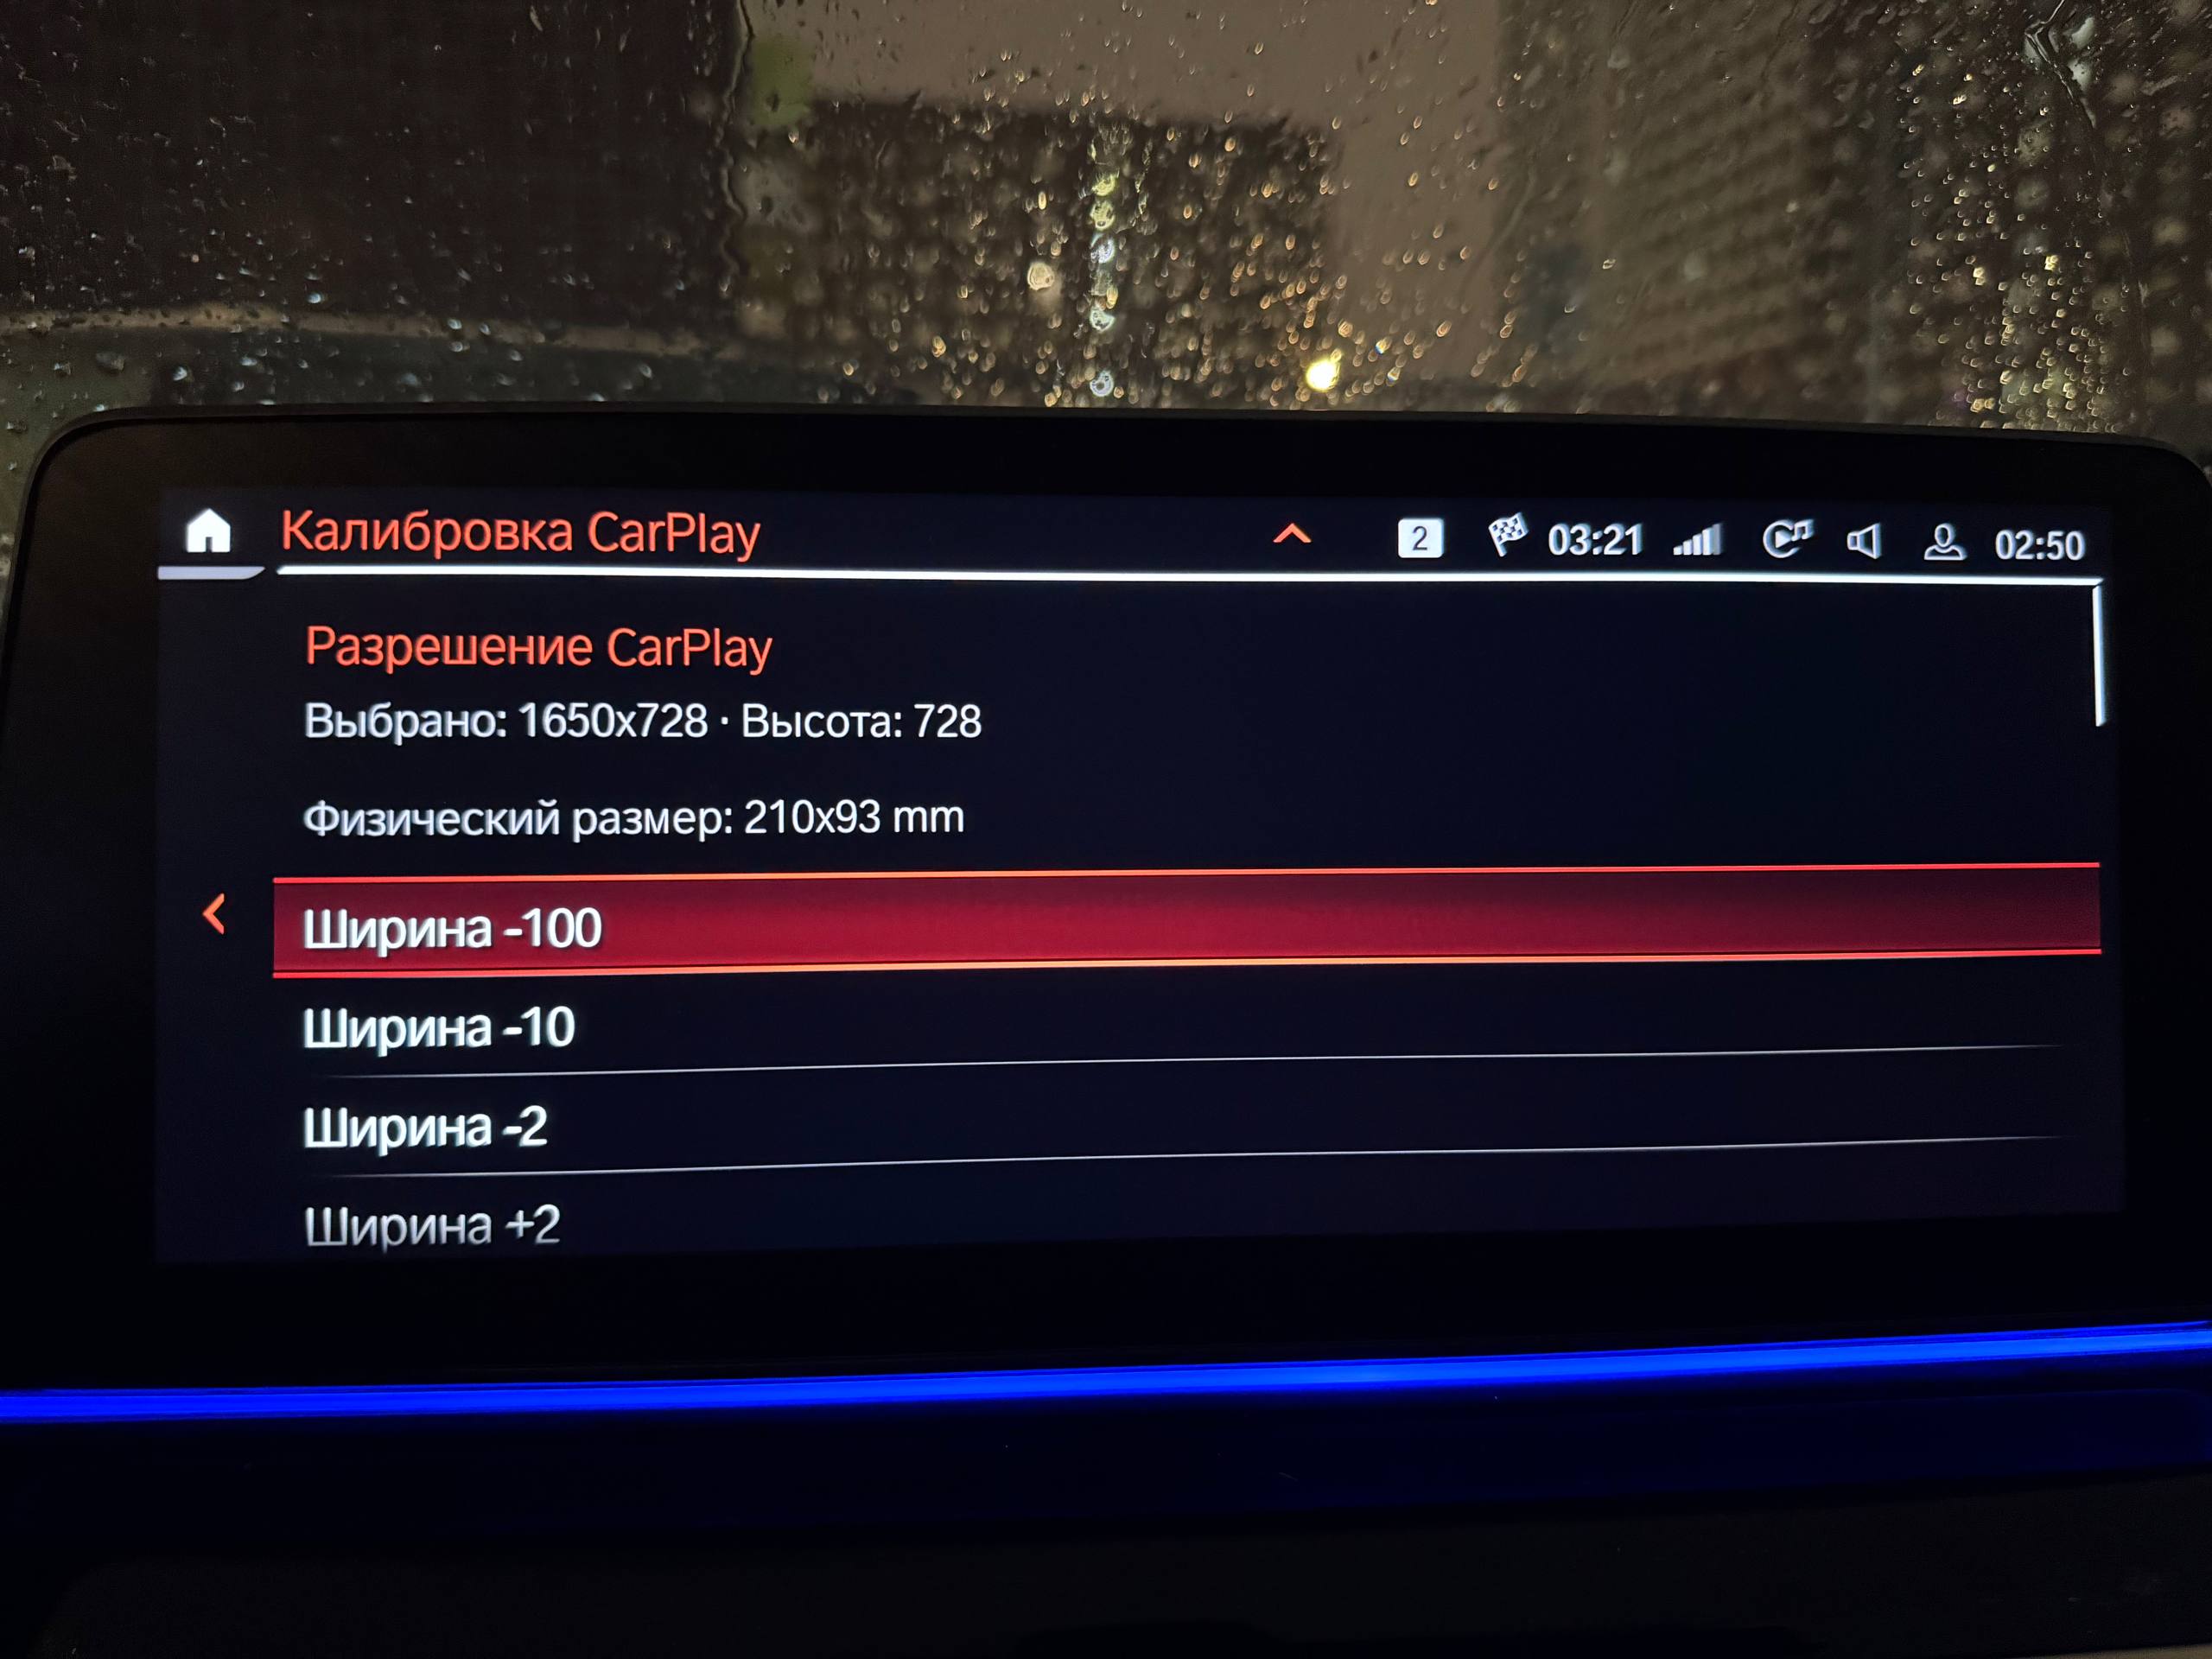 Калибровка CarPlay
2 03:21 02:50
Разрешение CarPlay
Выбрано: 1650x728 · Высота: 728
Физический размер: 210x93 mm
Ширина -100
Ширина -10
Ширина -2
Ширина +2